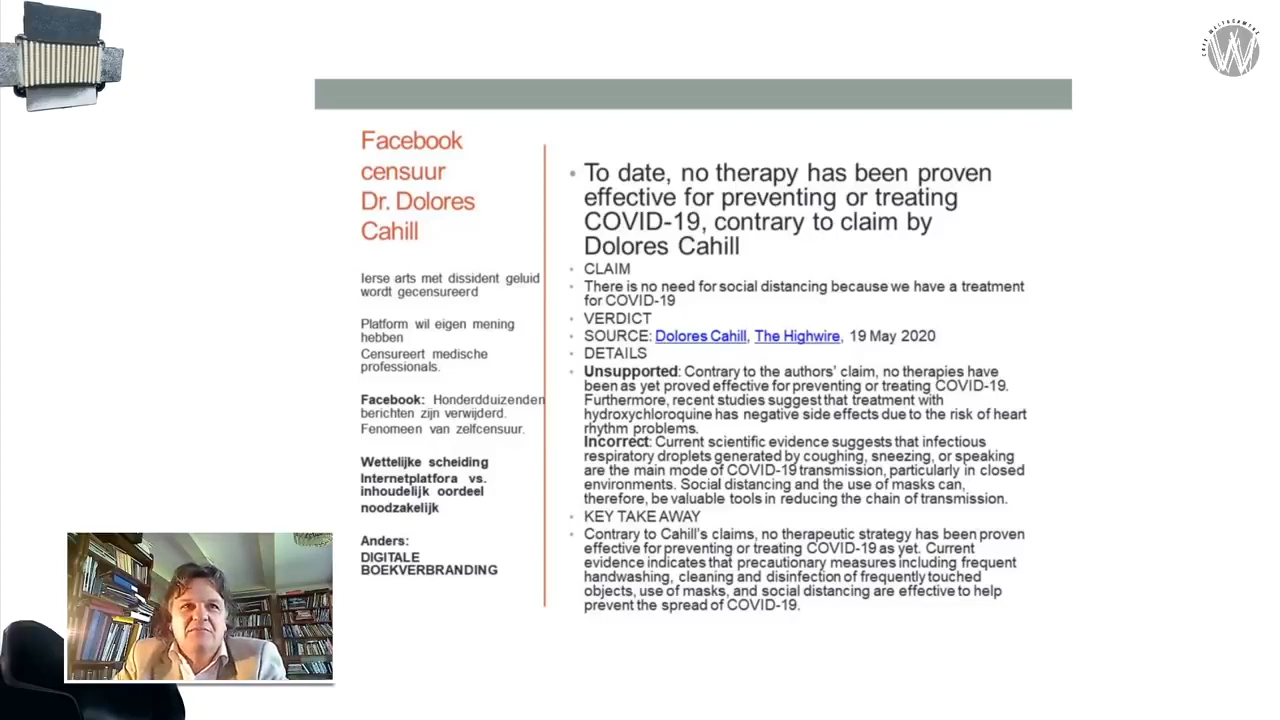 CAFE WELTSCHMERZ
Facebook
censuur
Dr. Dolores
Cahill
Ierse arts met dissident geluid
wordt gecensureerd
Platform wil eigen mening
hebben
Censureert medische
professionals.
Facebook: Honderdduizenden
berichten zijn verwijderd.
Fenomeen van zelfcensuur.
Wettelijke scheiding
Internetplatfora vs.
inhoudelijk oordeel
noodzakelijk
Anders:
DIGITALE
BOEKVERBRANDING
• To date, no therapy has been proven
effective for preventing or treating
COVID-19, contrary to claim by
Dolores Cahill
• CLAIM
• There is no need for social distancing because we have a treatment
for COVID-19
• VERDICT
• SOURCE: Dolores Cahill, The Highwire, 19 May 2020
• DETAILS
• Unsupported: Contrary to the authors' claim, no therapies have
been as yet proved effective for preventing or treating COVID-19.
Furthermore, recent studies suggest that treatment with
hydroxychloroquine has negative side effects due to the risk of heart
rhythm problems.
Incorrect: Current scientific evidence suggests that infectious
respiratory droplets generated by coughing, sneezing, or speaking
are the main mode of COVID-19 transmission, particularly in closed
environments. Social distancing and the use of masks can,
therefore, be valuable tools in reducing the chain of transmission.
• KEY TAKE AWAY
• Contrary to Cahill's claims, no therapeutic strategy has been proven
effective for preventing or treating COVID-19 as yet. Current
evidence indicates that precautionary measures including frequent
handwashing, cleaning and disinfection of frequently touched
objects, use of masks, and social distancing are effective to help
prevent the spread of COVID-19.